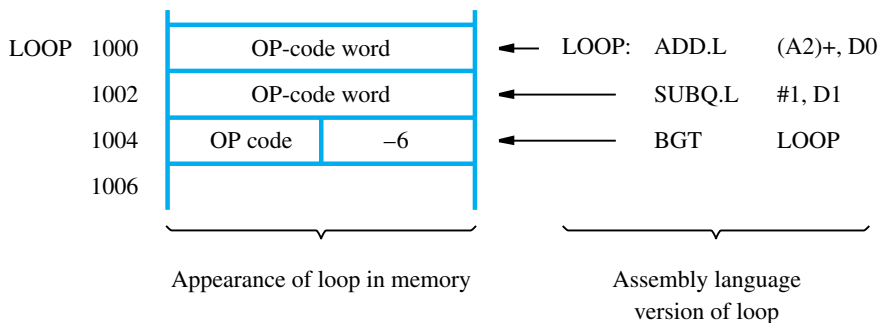 LOOP 1000 OP-code word LOOP: ADD.L (A2)+, D0
1002 OP-code word SUBQ.L #1, D1
1004 OP code –6 BGT LOOP
1006
Appearance of loop in memory
Assembly language
version of loop